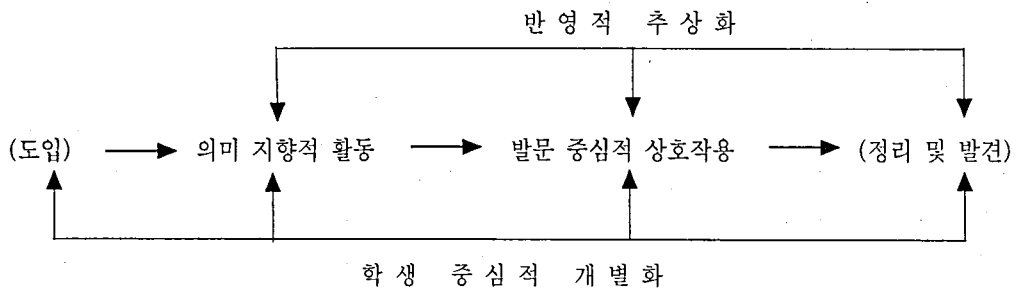 반영적 추상화
(도입) 의미 지향적 활동 발문 중심적 상호작용 (정리 및 발견)
학생 중심적 개별화